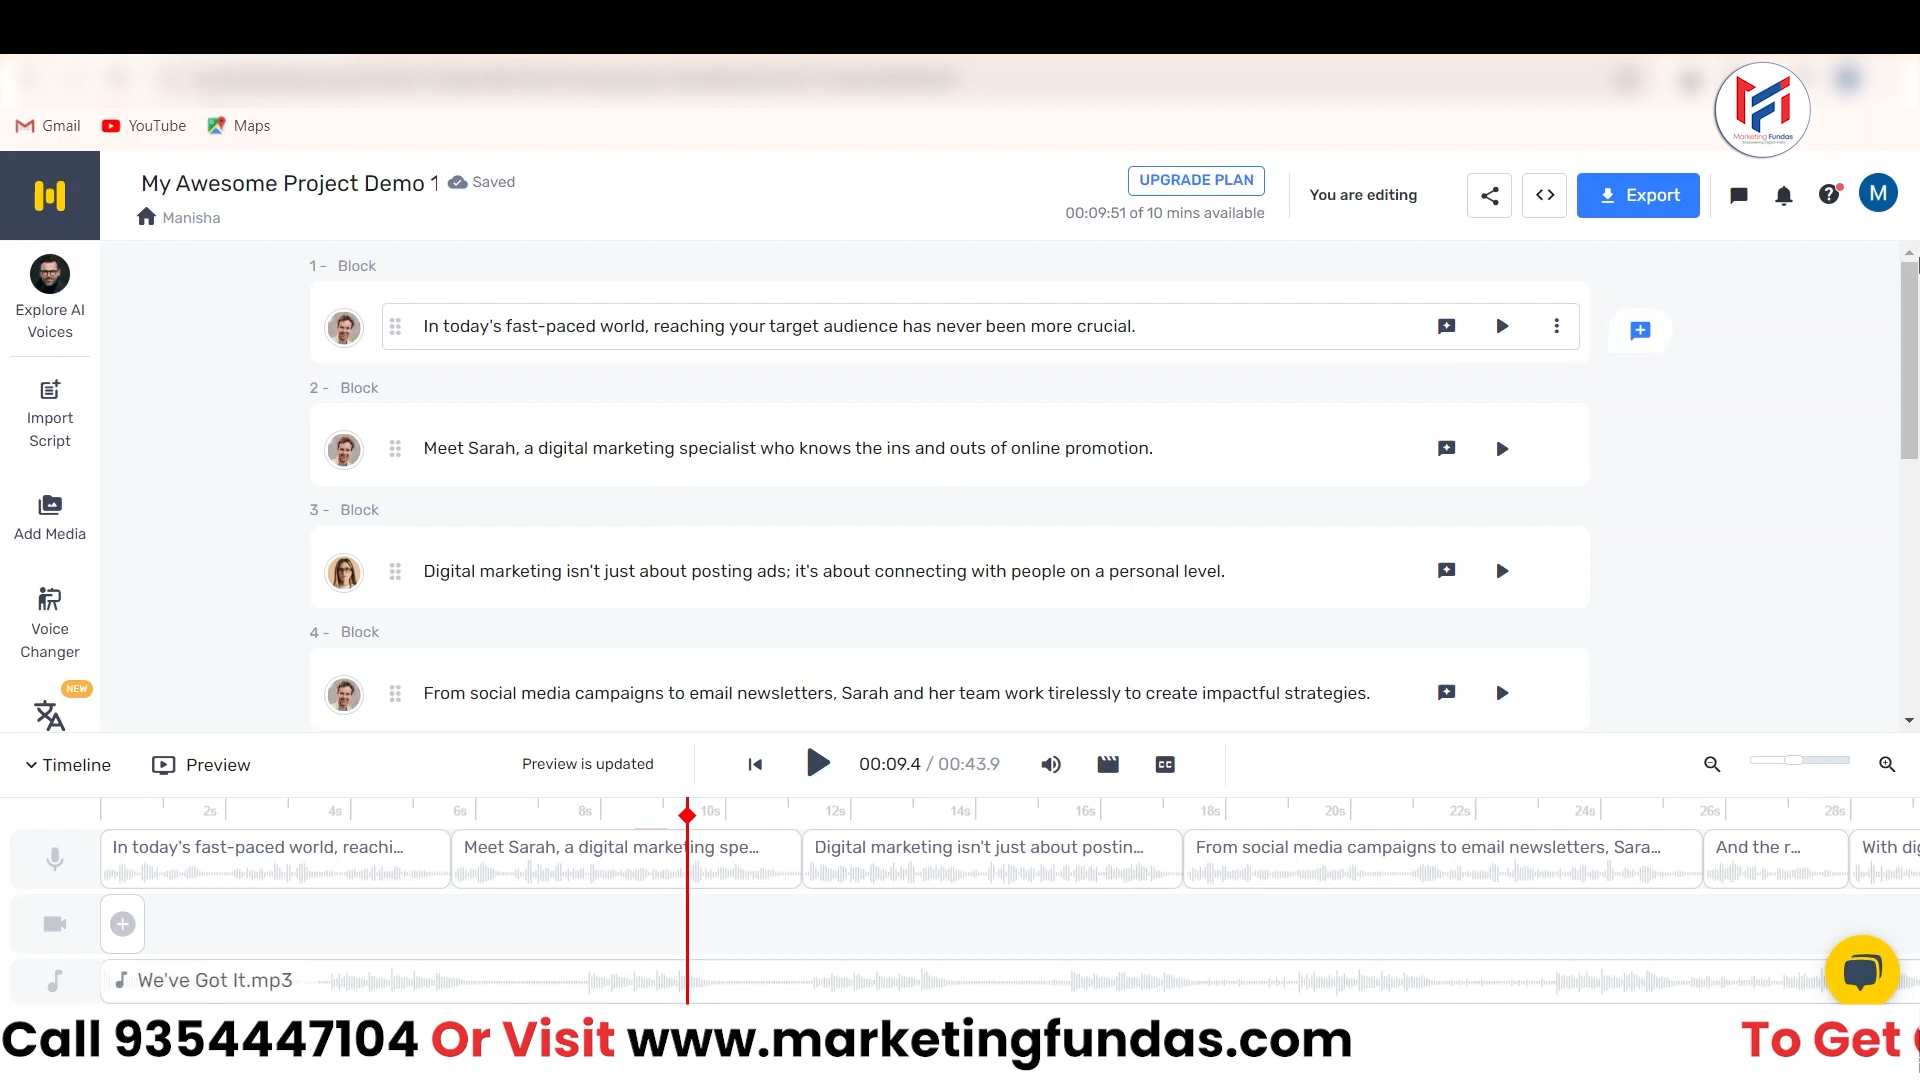 Gmail YouTube Maps
Marketing Fundas
My Awesome Project Demo 1 Saved
Manisha
UPGRADE PLAN
00:09:51 of 10 mins available
You are editing
Export
M
Explore AI
Voices
Import
Script
Add Media
Voice
Changer
NEW
1 - Block
In today's fast-paced world, reaching your target audience has never been more crucial.
2 - Block
Meet Sarah, a digital marketing specialist who knows the ins and outs of online promotion.
3 - Block
Digital marketing isn't just about posting ads; it's about connecting with people on a personal level.
4 - Block
From social media campaigns to email newsletters, Sarah and her team work tirelessly to create impactful strategies.
Timeline Preview Preview is updated 00:09.4 / 00:43.9 CC
2s 4s 6s 8s 10s 12s 14s 16s 18s 20s 22s 24s 26s 28s
In today's fast-paced world, reachi... Meet Sarah, a digital marketing spe... Digital marketing isn't just about postin... From social media campaigns to email newsletters, Sara... And the r... With dig
We've Got It.mp3
Call 9354447104 Or Visit www.marketingfundas.com To Get